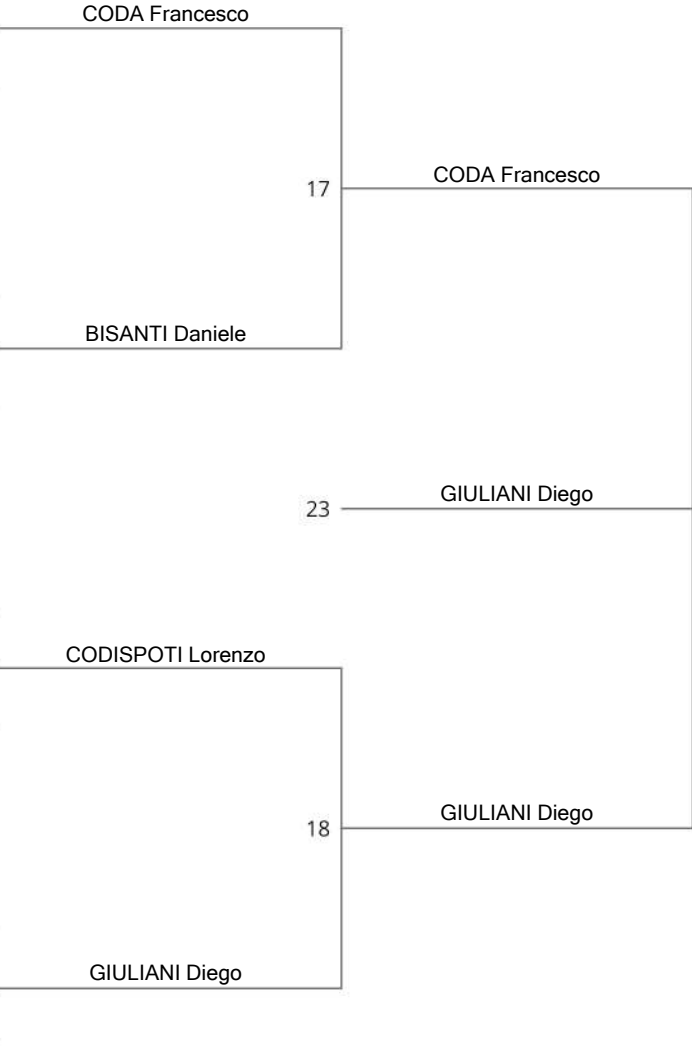 CODA Francesco
17
CODA Francesco
BISANTI Daniele
23
GIULIANI Diego
CODISPOTI Lorenzo
18
GIULIANI Diego
GIULIANI Diego